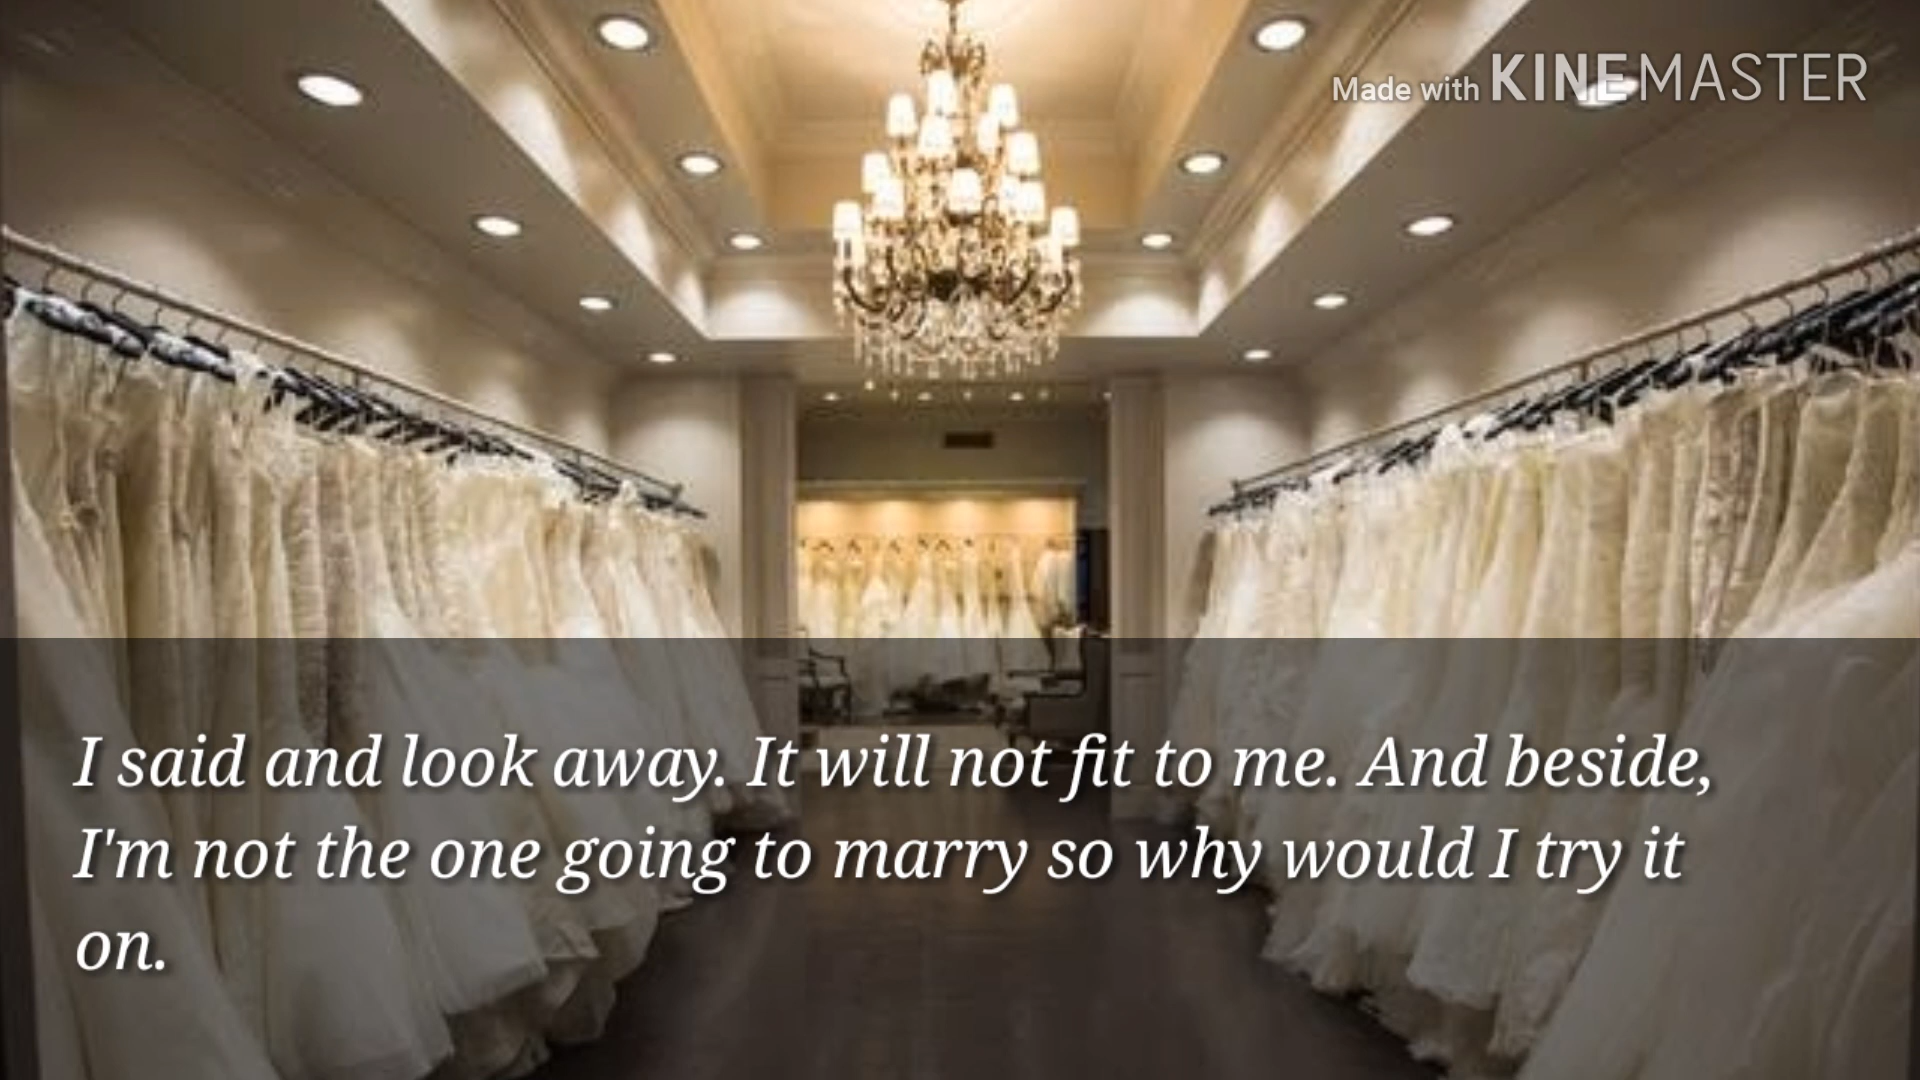 Made with KINEMASTER
I said and look away. It will not fit to me. And beside,
I'm not the one going to marry so why would I try it
on.